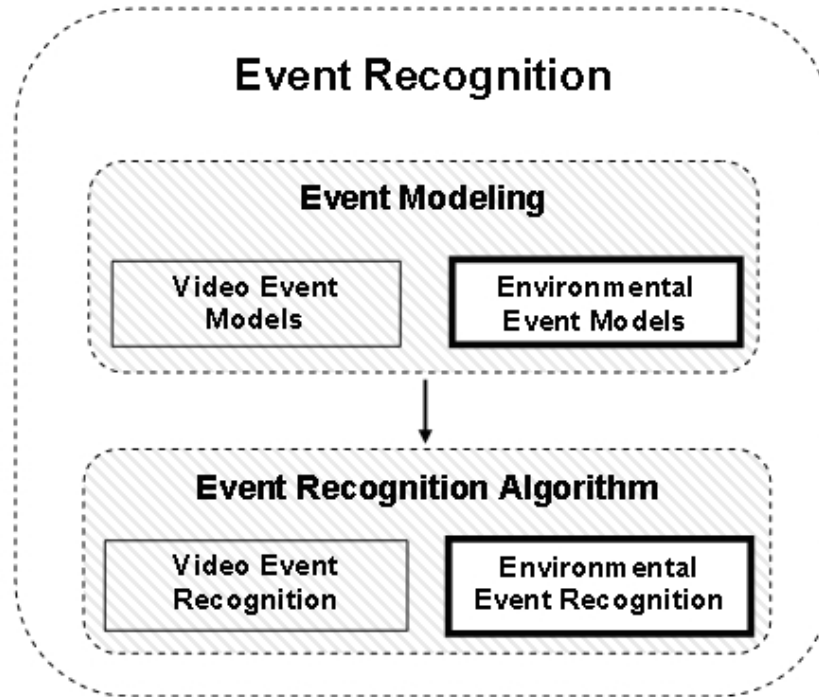 Event Recognition
Event Modeling
Video Event
Models
Environmental
Event Models
Event Recognition Algorithm
Video Event
Recognition
Environmental
Event Recognition